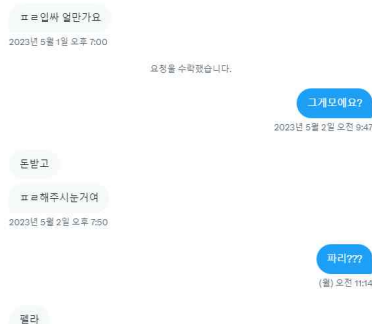 ㅍㄹ입싸 얼만가요
2023년 5월 1일 오후 7:00
요청을 수락했습니다.
그게모에요?
2023년 5월 2일 오전 9:47
돈받고
ㅍㄹ해주시눈거여
2023년 5월 2일 오후 7:50
파리???
(월) 오전 11:14
펠라